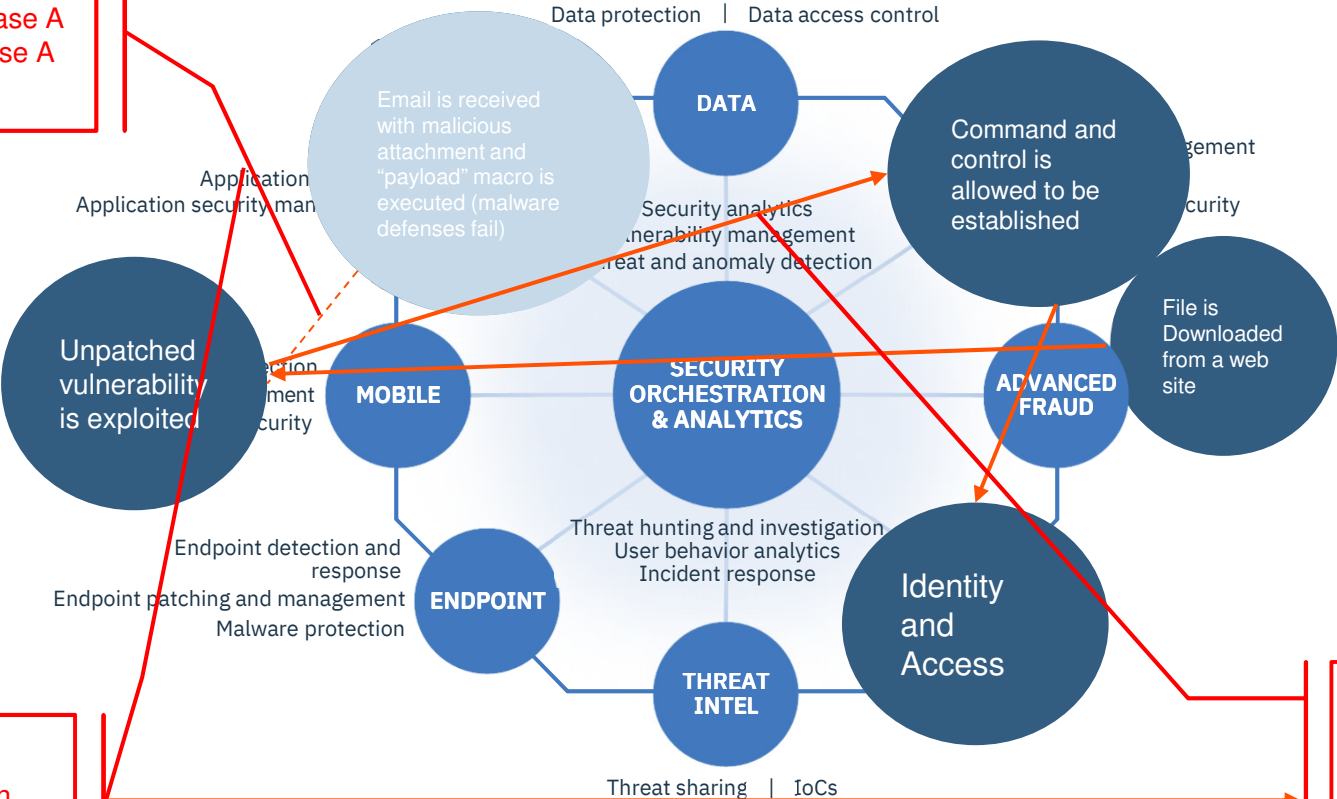 Data protection | Data access control
DATA
Email is received
with malicious
attachment and
“payload” macro is
executed (malware
defenses fail)
Command and
control is
allowed to be
established
Application
Application security
Security analytics
management
and anomaly detection
File is
Downloaded
from a web
site
Unpatched
vulnerability
is exploited
MOBILE
SECURITY
ORCHESTRATION
& ANALYTICS
ADVANCED
FRAUD
Threat hunting and investigation
User behavior analytics
Incident response
Endpoint detection and
response
Endpoint patching and management
Malware protection
ENDPOINT
Identity
and
Access
THREAT
INTEL
Threat sharing | IoCs